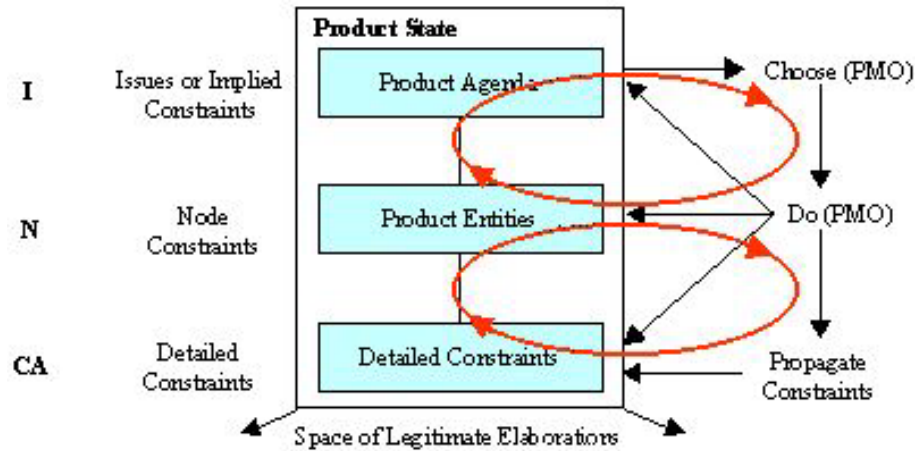 Product State
I
Issues or Implied
Constraints
Product Agenda
Choose (PMO)
N
Node
Constraints
Product Entities
Do (PMO)
CA
Detailed
Constraints
Detailed Constraints
Propagate
Constraints
Space of Legitimate Elaborations